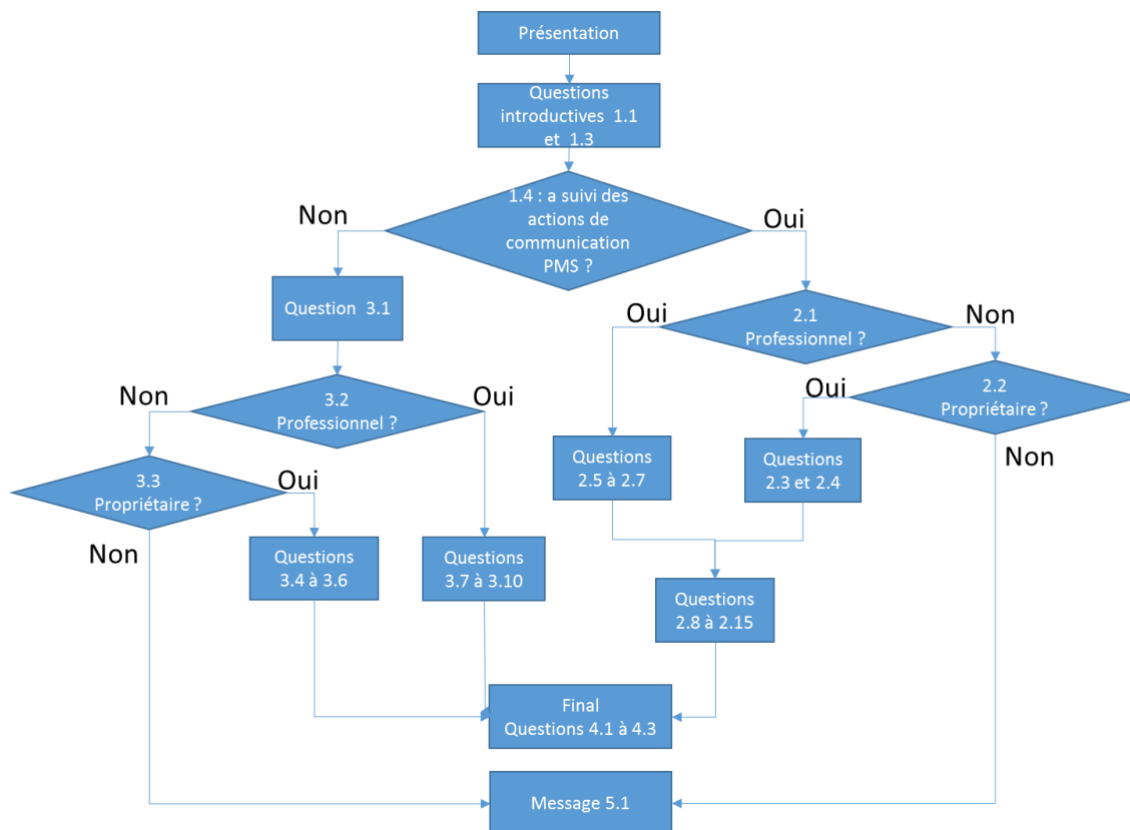 Présentation
Questions
introductives 1.1
et 1.3
1.4 : a suivi des
actions de
communication
PMS ?
Non
Oui
Question 3.1
2.1
Professionnel ?
Oui
Non
3.2
Professionnel ?
Non
Oui
2.2
Propriétaire ?
Oui
Non
3.3
Propriétaire ?
Oui
Non
Questions
2.5 à 2.7
Questions
2.3 et 2.4
Questions
3.4 à 3.6
Questions
3.7 à 3.10
Questions
2.8 à 2.15
Final
Questions 4.1 à 4.3
Message 5.1